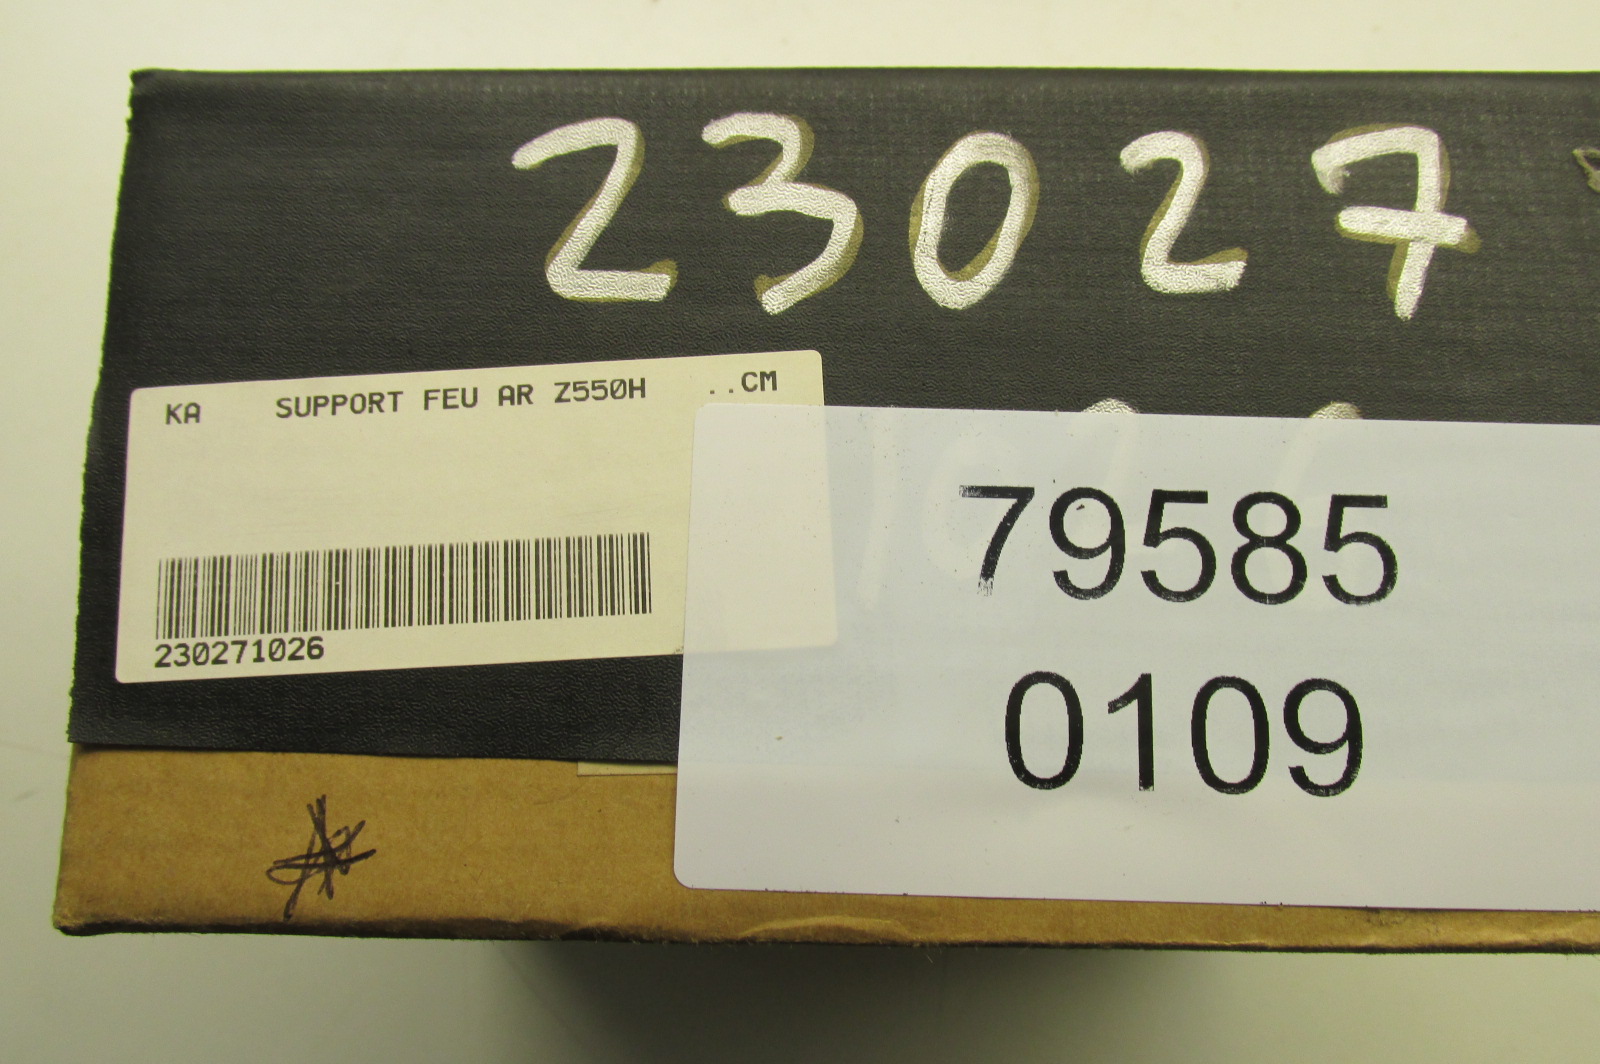 23027
KA SUPPORT FEU AR Z550H ..CM
230271026
79585
0109